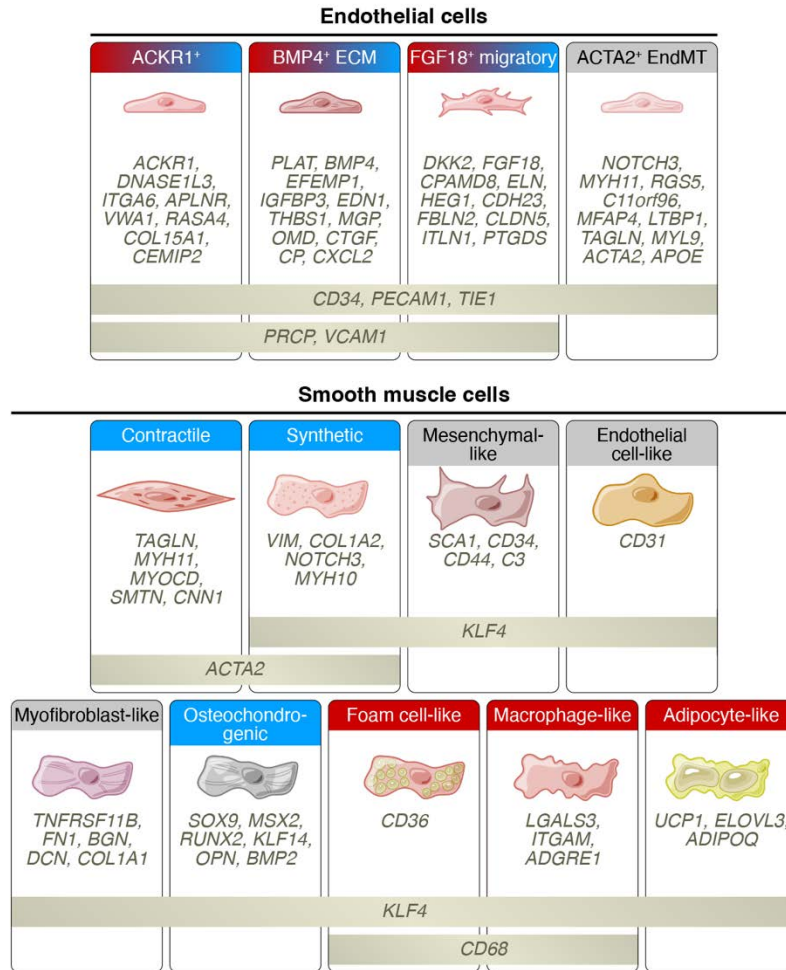 Endothelial cells
ACKR1⁺
BMP4⁺ ECM
FGF18⁺ migratory
ACTA2⁺ EndMT
ACKR1,
DNASE1L3,
ITGA6, APLNR,
VWA1, RASA4,
COL15A1,
CEMIP2
PLAT, BMP4,
EFEMP1,
IGFBP3, EDN1,
THBS1, MGP,
OMD, CTGF,
CP, CXCL2
DKK2, FGF18,
CPAMD8, ELN,
HEG1, CDH23,
FBLN2, CLDN5,
ITLN1, PTGDS
NOTCH3,
MYH11, RGS5,
C11orf96,
MFAP4, LTBP1,
TAGLN, MYL9,
ACTA2, APOE
CD34, PECAM1, TIE1
PRCP, VCAM1
Smooth muscle cells
Contractile
Synthetic
Mesenchymal-
like
Endothelial
cell-like
TAGLN,
MYH11,
MYOCD,
SMTN, CNN1
VIM, COL1A2,
NOTCH3,
MYH10
SCA1, CD34,
CD44, C3
CD31
KLF4
ACTA2
Myofibroblast-like
Osteochondro-
genic
Foam cell-like
Macrophage-like
Adipocyte-like
TNFRSF11B,
FN1, BGN,
DCN, COL1A1
SOX9, MSX2,
RUNX2, KLF14,
OPN, BMP2
CD36
LGALS3,
ITGAM,
ADGRE1
UCP1, ELOVL3,
ADIPOQ
KLF4
CD68